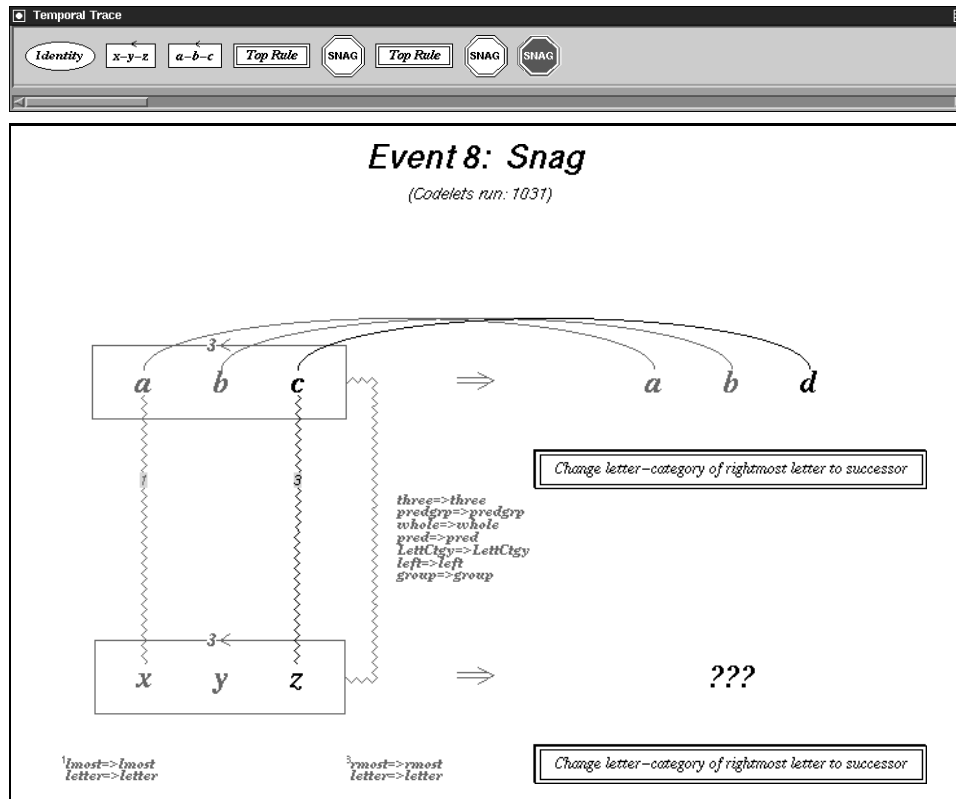 Temporal Trace
Identity x-y-z a-b-c Top Rule SNAG Top Rule SNAG SNAG
Event 8: Snag
(Codelets run: 1031)
3
a b c ⇒ a b d
Change letter-category of rightmost letter to successor
1 3
three=>three
predgrp=>predgrp
whole=>whole
pred=>pred
LettCtgy=>LettCtgy
left=>left
group=>group
3
x y z ⇒ ???
1lmost=>lmost
letter=>letter
3rmost=>rmost
letter=>letter
Change letter-category of rightmost letter to successor